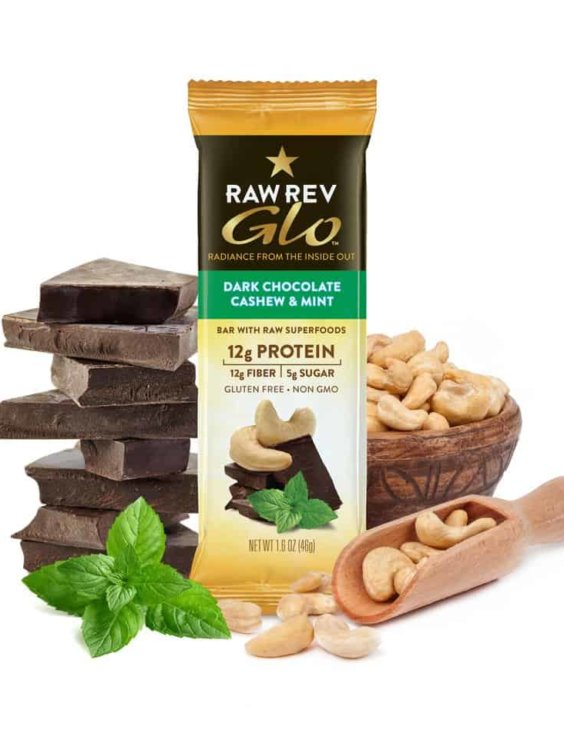 RAW REV
Glo™
RADIANCE FROM THE INSIDE OUT
DARK CHOCOLATE
CASHEW & MINT
BAR WITH RAW SUPERFOODS
12g PROTEIN
12g FIBER | 5g SUGAR
GLUTEN FREE • NON GMO
NET WT 1.6 OZ (46g)